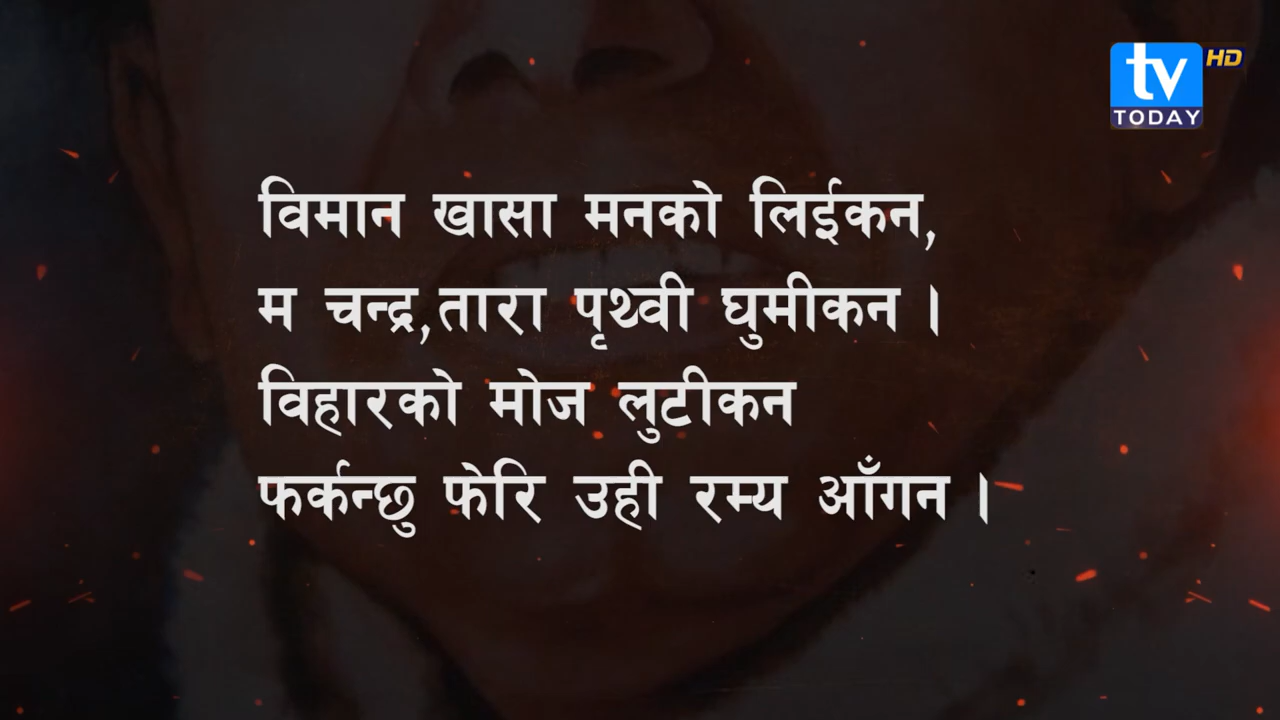 tv HD
TODAY
विमान खासा मनको लिईकन,
म चन्द्र,तारा पृथ्वी घुमीकन ।
विहारको मोज लुटीकन
फर्कन्छु फेरि उही रम्य आँगन ।